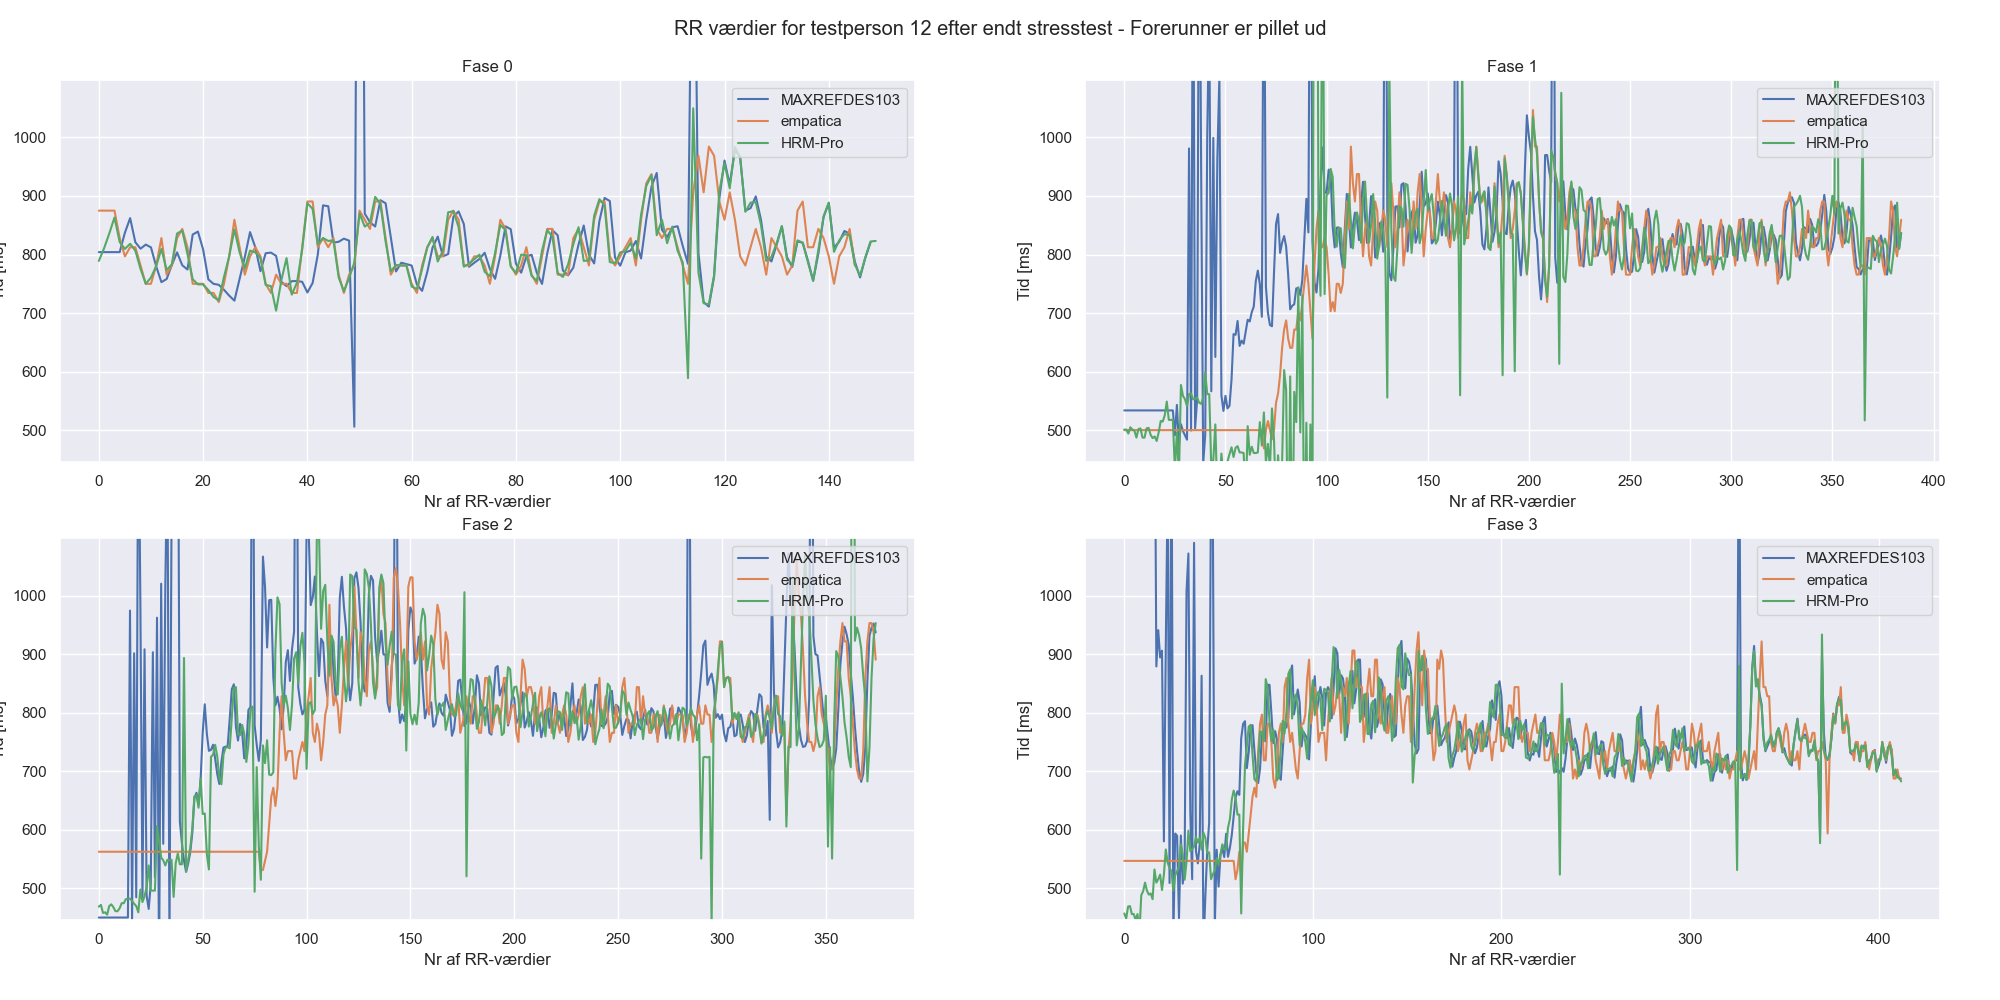 RR værdier for testperson 12 efter endt stresstest - Forerunner er pillet ud
Fase 0
1000
900
800
700
600
500
MAXREFDES103
empatica
HRM-Pro
0 20 40 60 80 100 120 140
Nr af RR-værdier
Fase 1
Tid [ms]
1000
900
800
700
600
500
MAXREFDES103
empatica
HRM-Pro
0 50 100 150 200 250 300 350 400
Nr af RR-værdier
Fase 2
1000
900
800
700
600
500
MAXREFDES103
empatica
HRM-Pro
0 50 100 150 200 250 300 350
Nr af RR-værdier
Fase 3
Tid [ms]
1000
900
800
700
600
500
MAXREFDES103
empatica
HRM-Pro
0 100 200 300 400
Nr af RR-værdier